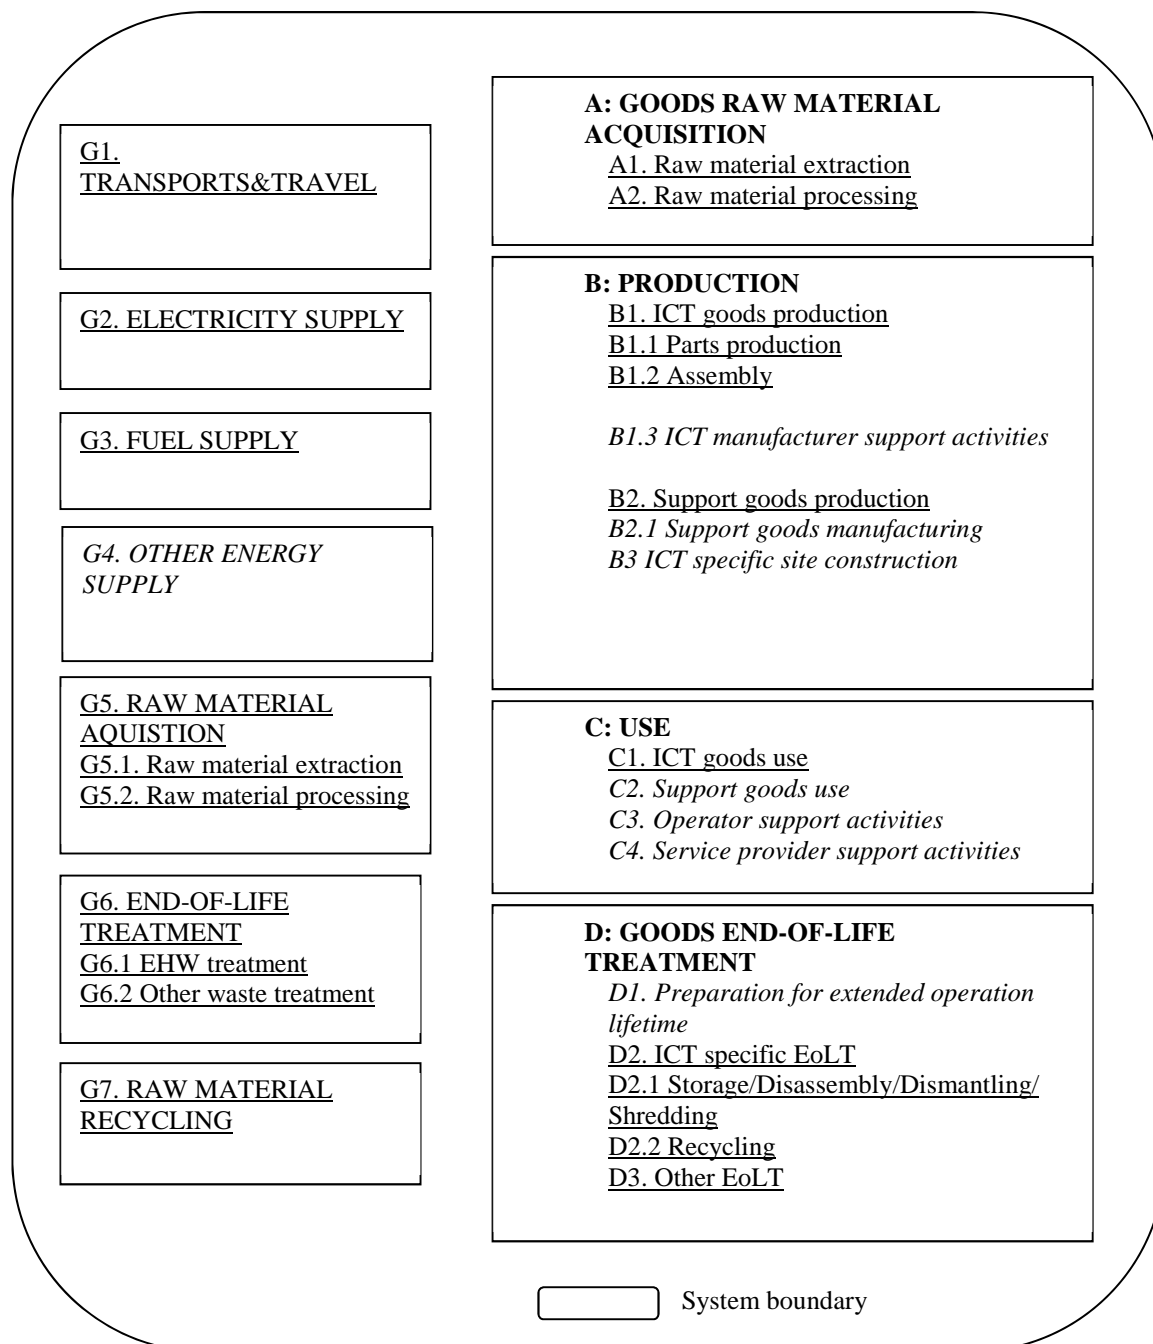 G1.
TRANSPORTS&TRAVEL
G2. ELECTRICITY SUPPLY
G3. FUEL SUPPLY
G4. OTHER ENERGY
SUPPLY
G5. RAW MATERIAL
AQUISTION
G5.1. Raw material extraction
G5.2. Raw material processing
G6. END-OF-LIFE
TREATMENT
G6.1 EHW treatment
G6.2 Other waste treatment
G7. RAW MATERIAL
RECYCLING
A: GOODS RAW MATERIAL
ACQUISITION
A1. Raw material extraction
A2. Raw material processing
B: PRODUCTION
B1. ICT goods production
B1.1 Parts production
B1.2 Assembly
B1.3 ICT manufacturer support activities
B2. Support goods production
B2.1 Support goods manufacturing
B3 ICT specific site construction
C: USE
C1. ICT goods use
C2. Support goods use
C3. Operator support activities
C4. Service provider support activities
D: GOODS END-OF-LIFE
TREATMENT
D1. Preparation for extended operation
lifetime
D2. ICT specific EoLT
D2.1 Storage/Disassembly/Dismantling/
Shredding
D2.2 Recycling
D3. Other EoLT
System boundary